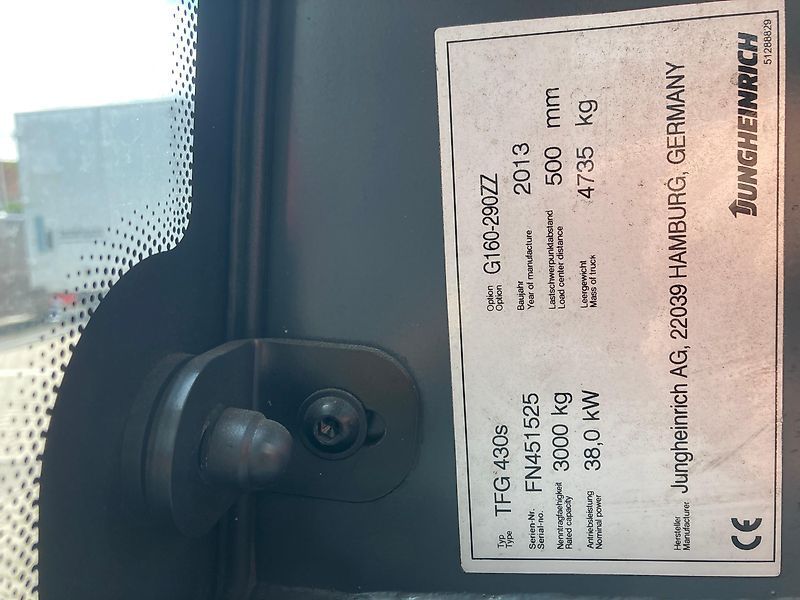 Typ TFG 430s Option G160-290ZZ
Type Option
Serien-Nr. FN451525 Baujahr 2013
Serial-no. Year of manufacture
Nenntragfaehigkeit 3000 kg Lastschwerpunktabstand 500 mm
Rated capacity Load center distance
Antriebsleistung 38,0 kW Leergewicht 4735 kg
Nominal power Mass of truck
Hersteller Jungheinrich AG, 22039 HAMBURG, GERMANY
Manufacturer
CE JUNGHEINRICH
51288829